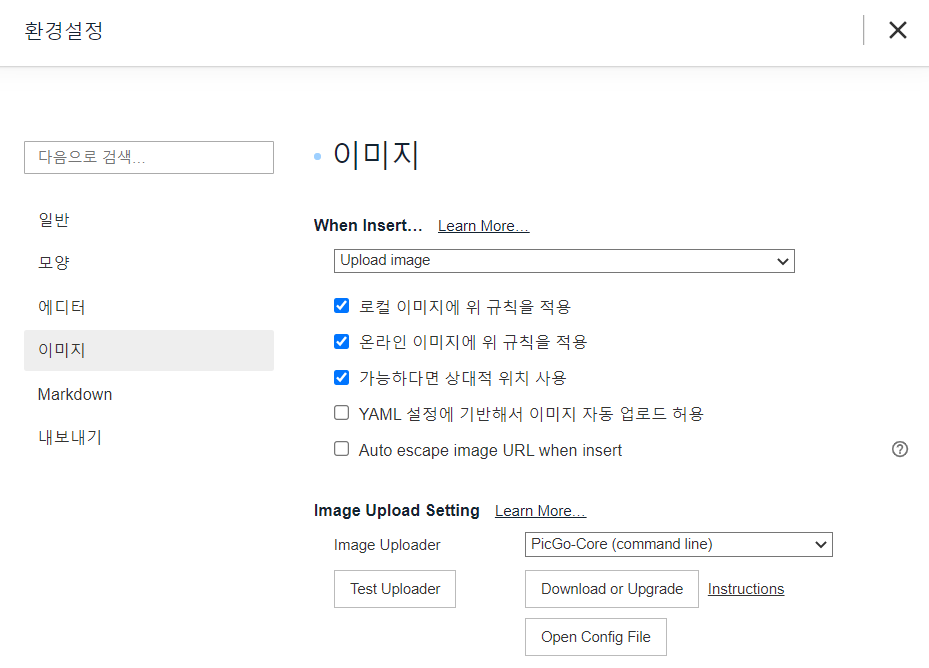 환경설정
다음으로 검색...
일반
모양
에디터
이미지
Markdown
내보내기
이미지
When Insert... Learn More...
Upload image
로컬 이미지에 위 규칙을 적용
온라인 이미지에 위 규칙을 적용
가능하다면 상대적 위치 사용
YAML 설정에 기반해서 이미지 자동 업로드 허용
Auto escape image URL when insert
Image Upload Setting Learn More...
Image Uploader PicGo-Core (command line)
Test Uploader Download or Upgrade Instructions
Open Config File